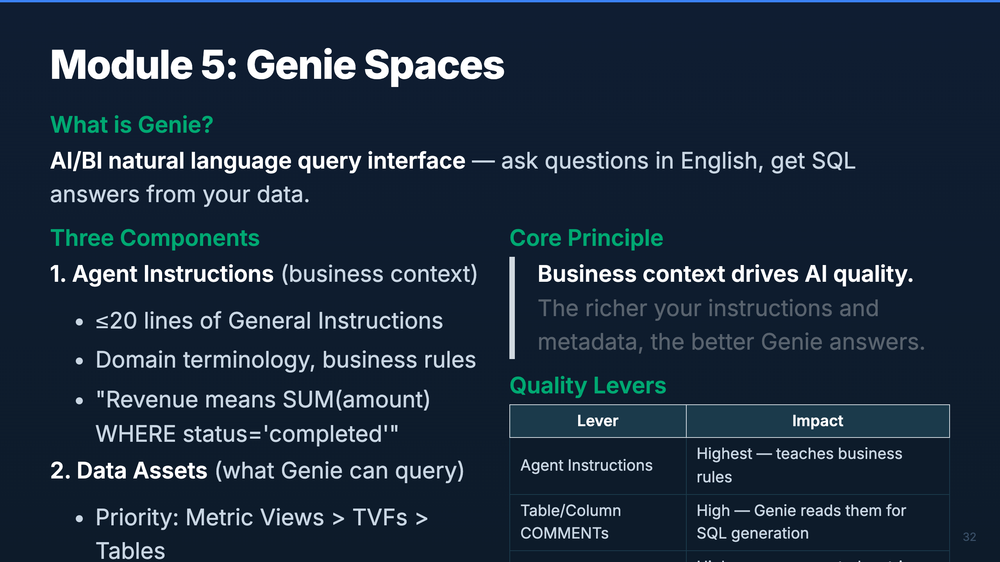 Module 5: Genie Spaces
What is Genie?
AI/BI natural language query interface — ask questions in English, get SQL
answers from your data.
Three Components
1. Agent Instructions (business context)
• ≤20 lines of General Instructions
• Domain terminology, business rules
• "Revenue means SUM(amount)
WHERE status='completed'"
2. Data Assets (what Genie can query)
• Priority: Metric Views > TVFs >
Tables
Core Principle
Business context drives AI quality.
The richer your instructions and
metadata, the better Genie answers.
Quality Levers
Lever Impact
Agent Instructions Highest — teaches business
rules
Table/Column High — Genie reads them for
COMMENTs SQL generation
32